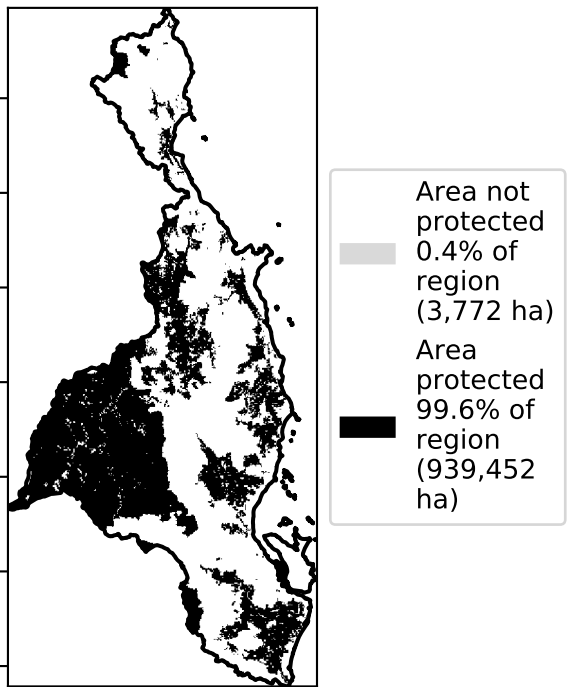 Area not
protected
0.4% of
region
(3,772 ha)
Area
protected
99.6% of
region
(939,452
ha)